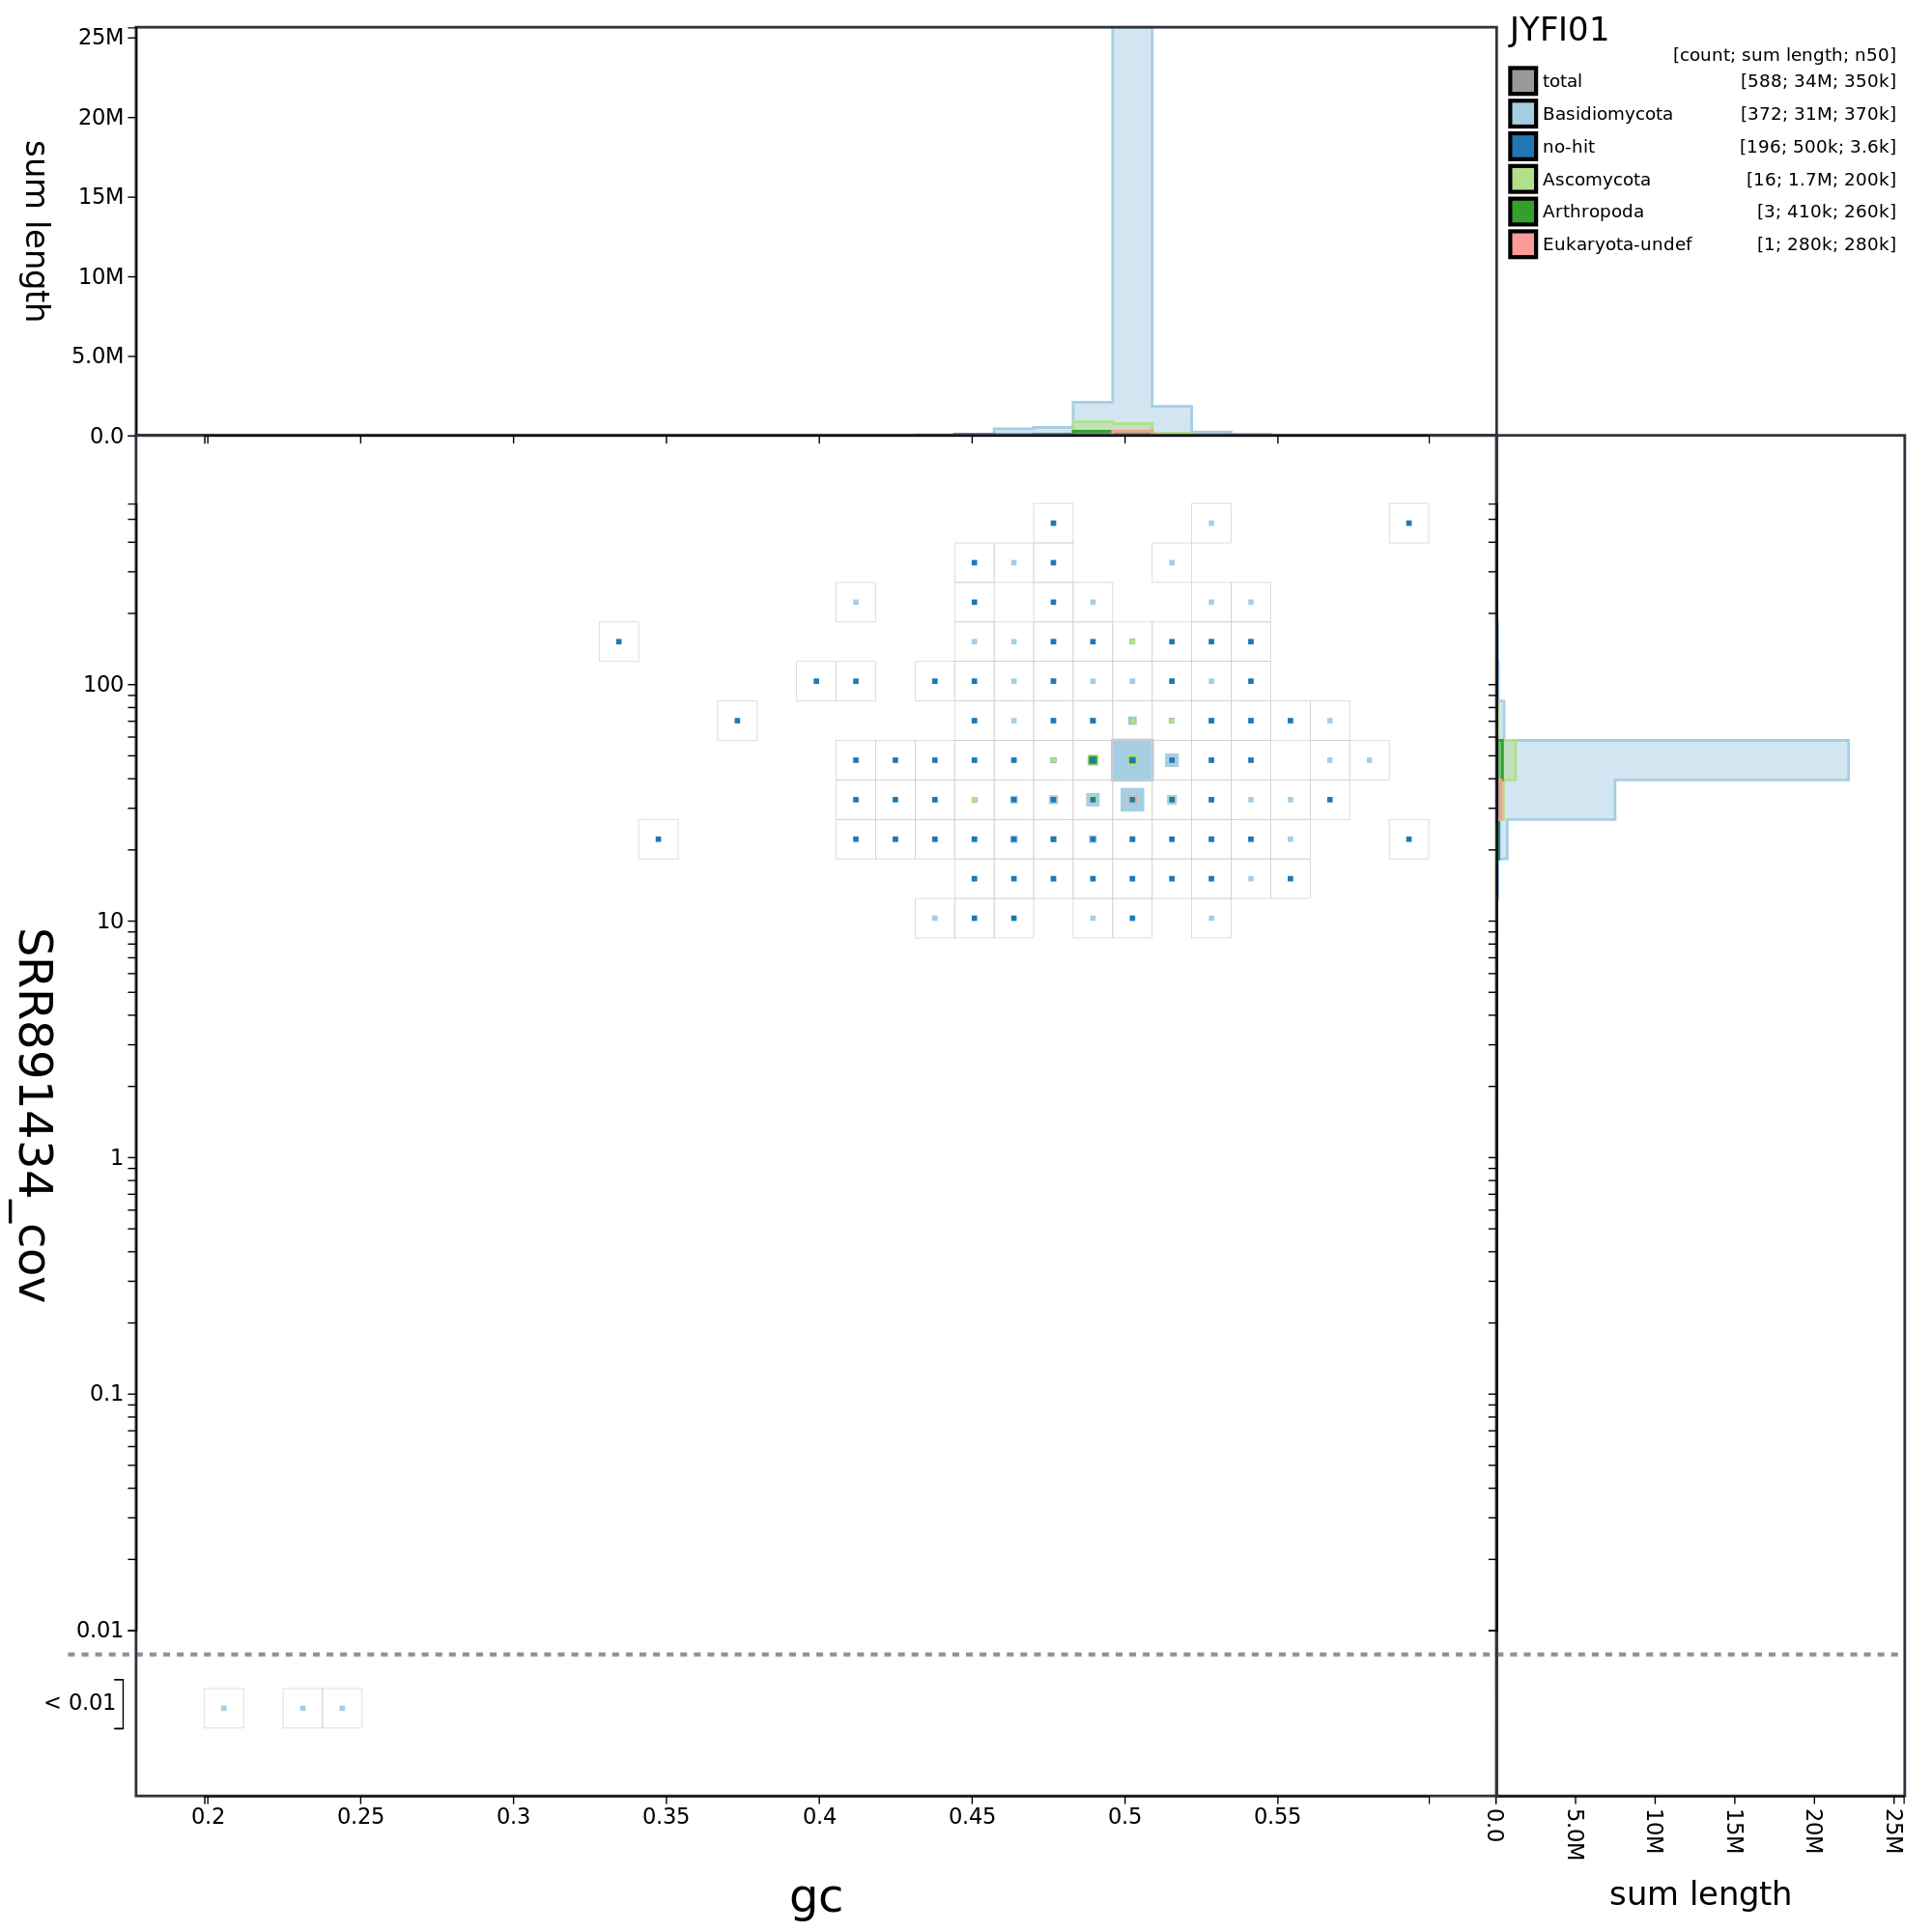 JYFI01
[count; sum length; n50]
total [588; 34M; 350k]
Basidiomycota [372; 31M; 370k]
no-hit [196; 500k; 3.6k]
Ascomycota [16; 1.7M; 200k]
Arthropoda [3; 410k; 260k]
Eukaryota-undef [1; 280k; 280k]
sum length
25M
20M
15M
10M
5.0M
0.0
SRR891434_cov
100
10
1
0.1
0.01
< 0.01
0.2 0.25 0.3 0.35 0.4 0.45 0.5 0.55
gc
0.0 5.0M 10M 15M 20M 25M
sum length